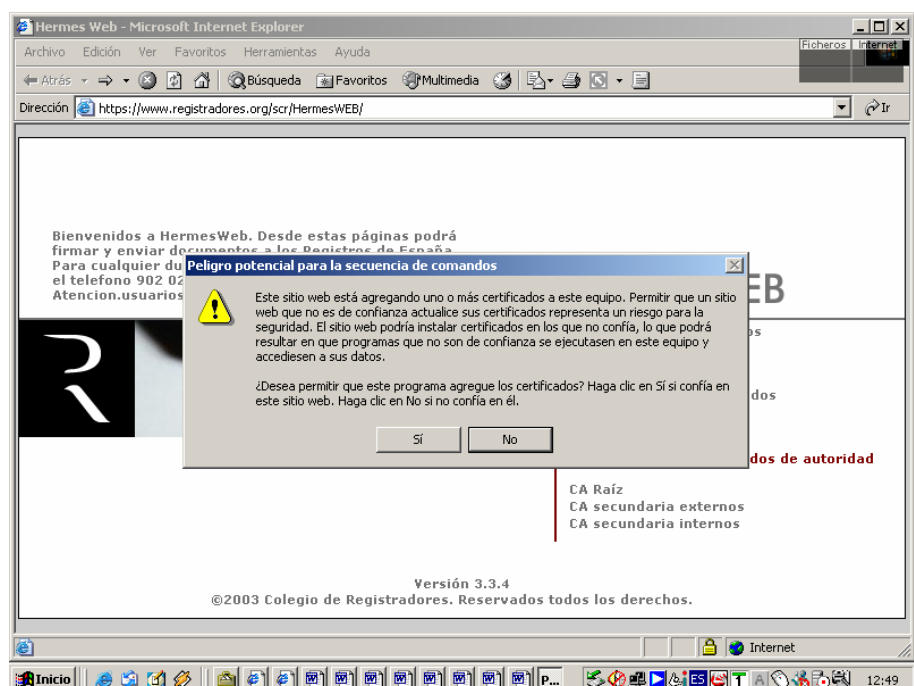 Hermes Web - Microsoft Internet Explorer
Archivo Edición Ver Favoritos Herramientas Ayuda
Ficheros Internet
Atrás Búsqueda Favoritos Multimedia
Dirección https://www.registradores.org/scr/HermesWEB/ Ir
Bienvenidos a HermesWeb. Desde estas páginas podrá
firmar y enviar documentos a los Registros de España
Para cualquier du
el telefono 902 02
Atencion.usuarios
EB
Peligro potencial para la secuencia de comandos
Este sitio web está agregando uno o más certificados a este equipo. Permitir que un sitio
web que no es de confianza actualice sus certificados representa un riesgo para la
seguridad. El sitio web podría instalar certificados en los que no confía, lo que podrá
resultar en que programas que no son de confianza se ejecutasen en este equipo y
accediesen a sus datos.
¿Desea permitir que este programa agregue los certificados? Haga clic en Sí si confía en
este sitio web. Haga clic en No si no confía en él.
Sí No
os
dos
dos de autoridad
CA Raíz
CA secundaria externos
CA secundaria internos
Versión 3.3.4
©2003 Colegio de Registradores. Reservados todos los derechos.
Internet
Inicio P... ES T A 12:49